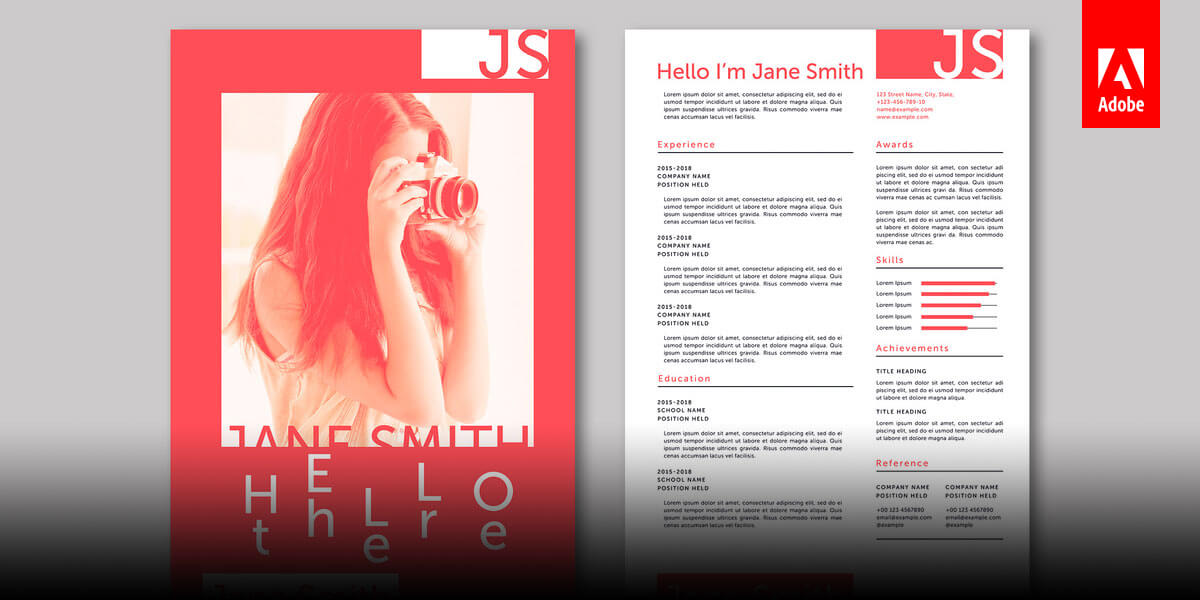 JS
JANE SMITH
HELLO
there
Jane Smith
JS
Hello I'm Jane Smith
Lorem ipsum dolor sit amet, consectetur adipiscing elit, sed do ei
usmod tempor incididunt ut labore et dolore magna aliqua. Quis
ipsum suspendisse ultrices gravida. Risus commodo viverra mae
cenas accumsan lacus vel facilisis.
Experience
2015-2018
COMPANY NAME
POSITION HELD
Lorem ipsum dolor sit amet, consectetur adipiscing elit, sed do ei
usmod tempor incididunt ut labore et dolore magna aliqua. Quis
ipsum suspendisse ultrices gravida. Risus commodo viverra mae
cenas accumsan lacus vel facilisis.
2015-2018
COMPANY NAME
POSITION HELD
Lorem ipsum dolor sit amet, consectetur adipiscing elit, sed do ei
usmod tempor incididunt ut labore et dolore magna aliqua. Quis
ipsum suspendisse ultrices gravida. Risus commodo viverra mae
cenas accumsan lacus vel facilisis.
2015-2018
COMPANY NAME
POSITION HELD
Lorem ipsum dolor sit amet, consectetur adipiscing elit, sed do ei
usmod tempor incididunt ut labore et dolore magna aliqua. Quis
ipsum suspendisse ultrices gravida. Risus commodo viverra mae
cenas accumsan lacus vel facilisis.
Education
2015-2018
SCHOOL NAME
POSITION HELD
Lorem ipsum dolor sit amet, consectetur adipiscing elit, sed do ei
usmod tempor incididunt ut labore et dolore magna aliqua. Quis
ipsum suspendisse ultrices gravida. Risus commodo viverra mae
cenas accumsan lacus vel facilisis.
2015-2018
SCHOOL NAME
POSITION HELD
Lorem ipsum dolor sit amet, consectetur adipiscing elit, sed do ei
usmod tempor incididunt ut labore et dolore magna aliqua. Quis
ipsum suspendisse ultrices gravida. Risus commodo viverra mae
cenas accumsan lacus vel facilisis.
123 Street Name, City, State,
+123-456-789-10
name@example.com
www.example.com
Awards
Lorem ipsum dolor sit amet, consectetur adi
piscing elit, sed do ei usmod tempor incididunt
ut labore et dolore magna aliqua. Quis ipsum
suspendisse ultrices gravida. Risus commodo
viverra mae cenas ac cumsan lacus vel facilisis.
Lorem ipsum dolor sit amet, consectetur adi
piscing elit, sed do ei usmod tempor incididunt
ut labore et dolore magna aliqua. Quis ipsum
suspendisse ultrices gravi da. Risus commodo
viverra mae cenas ac.
Skills
Lorem Ipsum
Lorem Ipsum
Lorem Ipsum
Lorem Ipsum
Lorem Ipsum
Achievements
TITLE HEADING
Lorem ipsum dolor sit amet, consectetur adi
piscing elit, sed do ei usmod tempor incididunt
ut labore et dolore magna aliqua.
TITLE HEADING
Lorem ipsum dolor sit amet, consectetur adi
piscing elit, sed do ei usmod tempor incididunt
ut labore et dolore magna aliqua.
Reference
COMPANY NAME COMPANY NAME
POSITION HELD POSITION HELD
+00 123 4567890 +00 123 4567890
email@example.com email@example.com
@example @example
Adobe